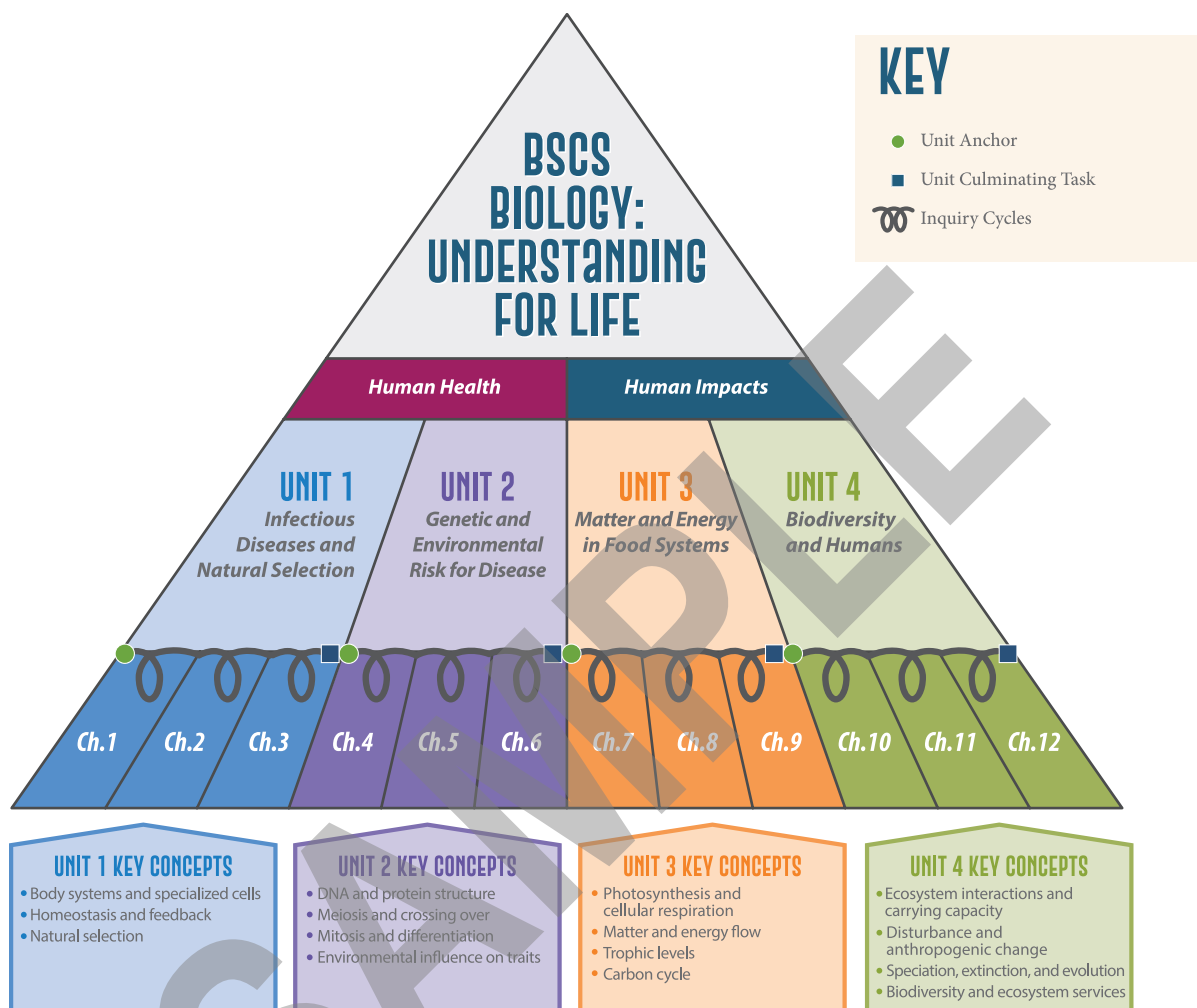 BSCS
BIOLOGY:
UNDERSTaNDING
FOR LIFE
KEY
Unit Anchor
Unit Culminating Task
Inquiry Cycles
Human Health
Human Impacts
UNIT 1
Infectious
Diseases and
Natural Selection
UNIT 2
Genetic and
Environmental
Risk for Disease
UNIT 3
Matter and Energy
in Food Systems
UNIT 4
Biodiversity
and Humans
Ch.1
Ch.2
Ch.3
Ch.4
Ch.5
Ch.6
Ch.7
Ch.8
Ch.9
Ch.10
Ch.11
Ch.12
UNIT 1 KEY CONCEPTS
• Body systems and specialized cells
• Homeostasis and feedback
• Natural selection
UNIT 2 KEY CONCEPTS
• DNA and protein structure
• Meiosis and crossing over
• Mitosis and differentiation
• Environmental influence on traits
UNIT 3 KEY CONCEPTS
• Photosynthesis and
cellular respiration
• Matter and energy flow
• Trophic levels
• Carbon cycle
UNIT 4 KEY CONCEPTS
• Ecosystem interactions and
carrying capacity
• Disturbance and
anthropogenic change
• Speciation, extinction, and evolution
• Biodiversity and ecosystem services
SAMPLE